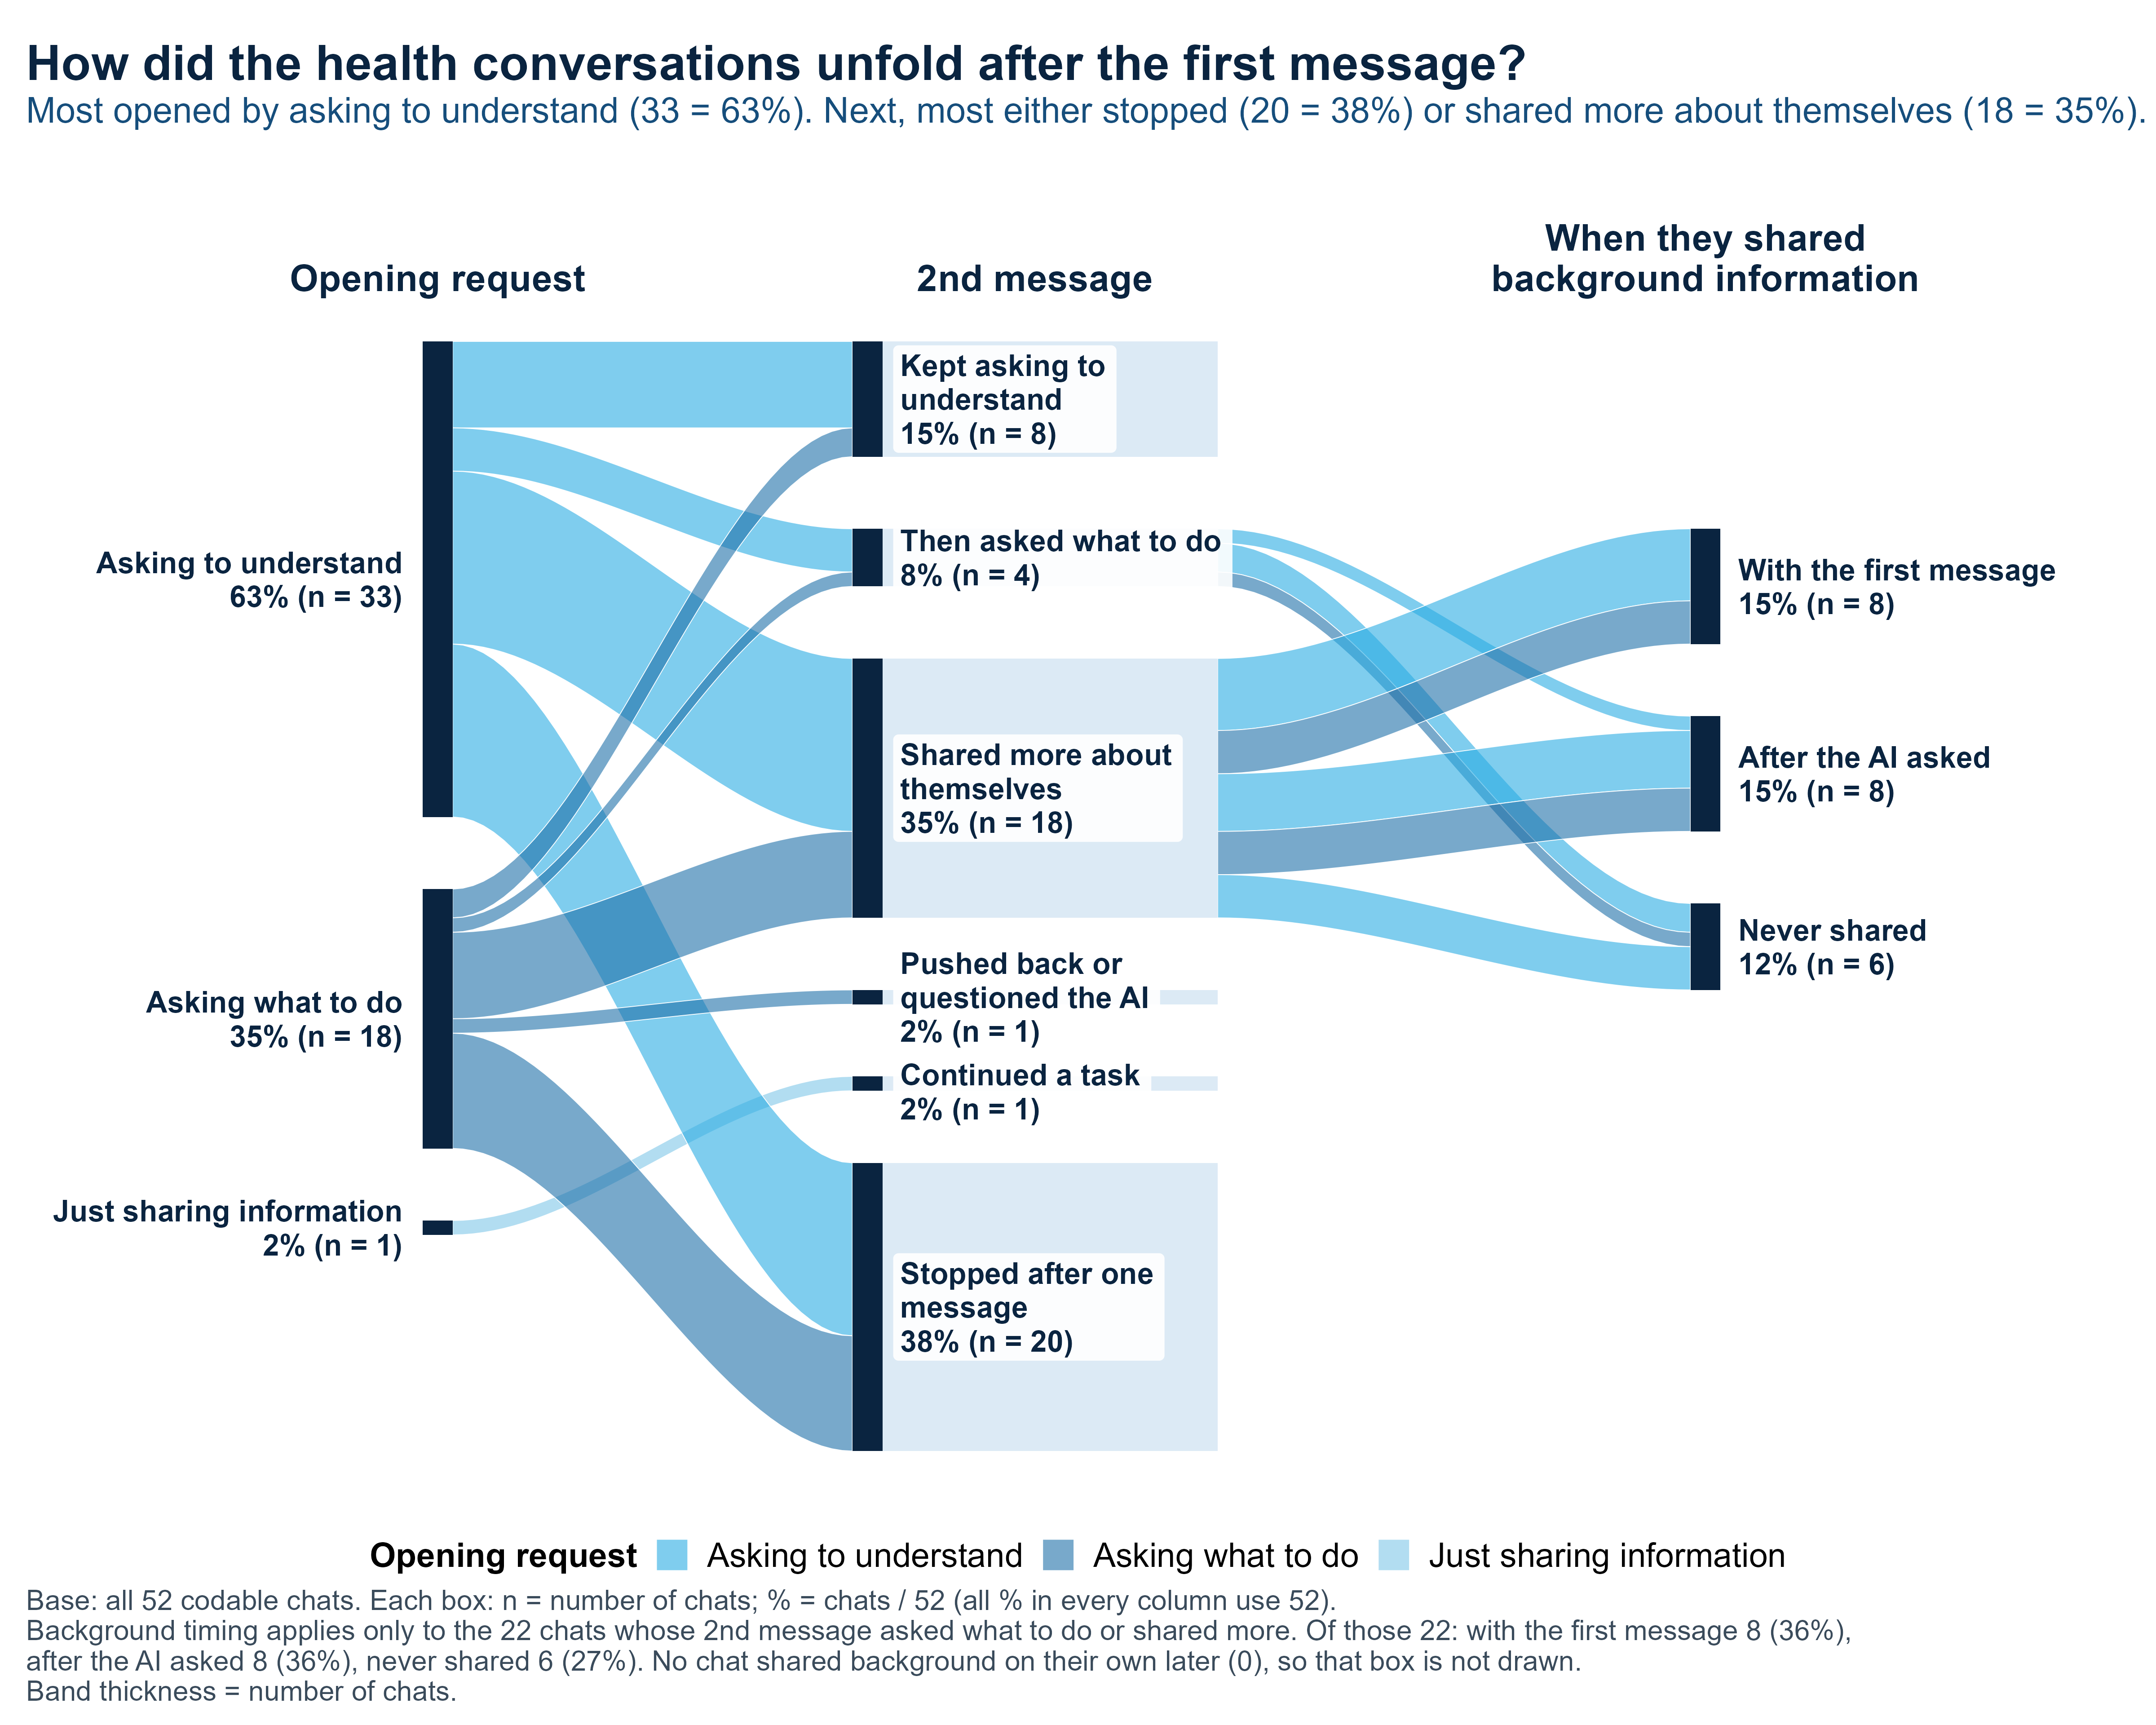 How did the health conversations unfold after the first message?
Most opened by asking to understand (33 = 63%). Next, most either stopped (20 = 38%) or shared more about themselves (18 = 35%).
Opening request
2nd message
When they shared
background information
Asking to understand
63% (n = 33)
Asking what to do
35% (n = 18)
Just sharing information
2% (n = 1)
Kept asking to
understand
15% (n = 8)
Then asked what to do
8% (n = 4)
Shared more about
themselves
35% (n = 18)
Pushed back or
questioned the AI
2% (n = 1)
Continued a task
2% (n = 1)
Stopped after one
message
38% (n = 20)
With the first message
15% (n = 8)
After the AI asked
15% (n = 8)
Never shared
12% (n = 6)
Opening request Asking to understand Asking what to do Just sharing information
Base: all 52 codable chats. Each box: n = number of chats; % = chats / 52 (all % in every column use 52).
Background timing applies only to the 22 chats whose 2nd message asked what to do or shared more. Of those 22: with the first message 8 (36%),
after the AI asked 8 (36%), never shared 6 (27%). No chat shared background on their own later (0), so that box is not drawn.
Band thickness = number of chats.